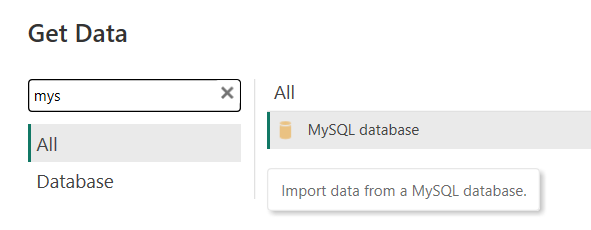 Get Data
mys
All
Database
All
MySQL database
Import data from a MySQL database.